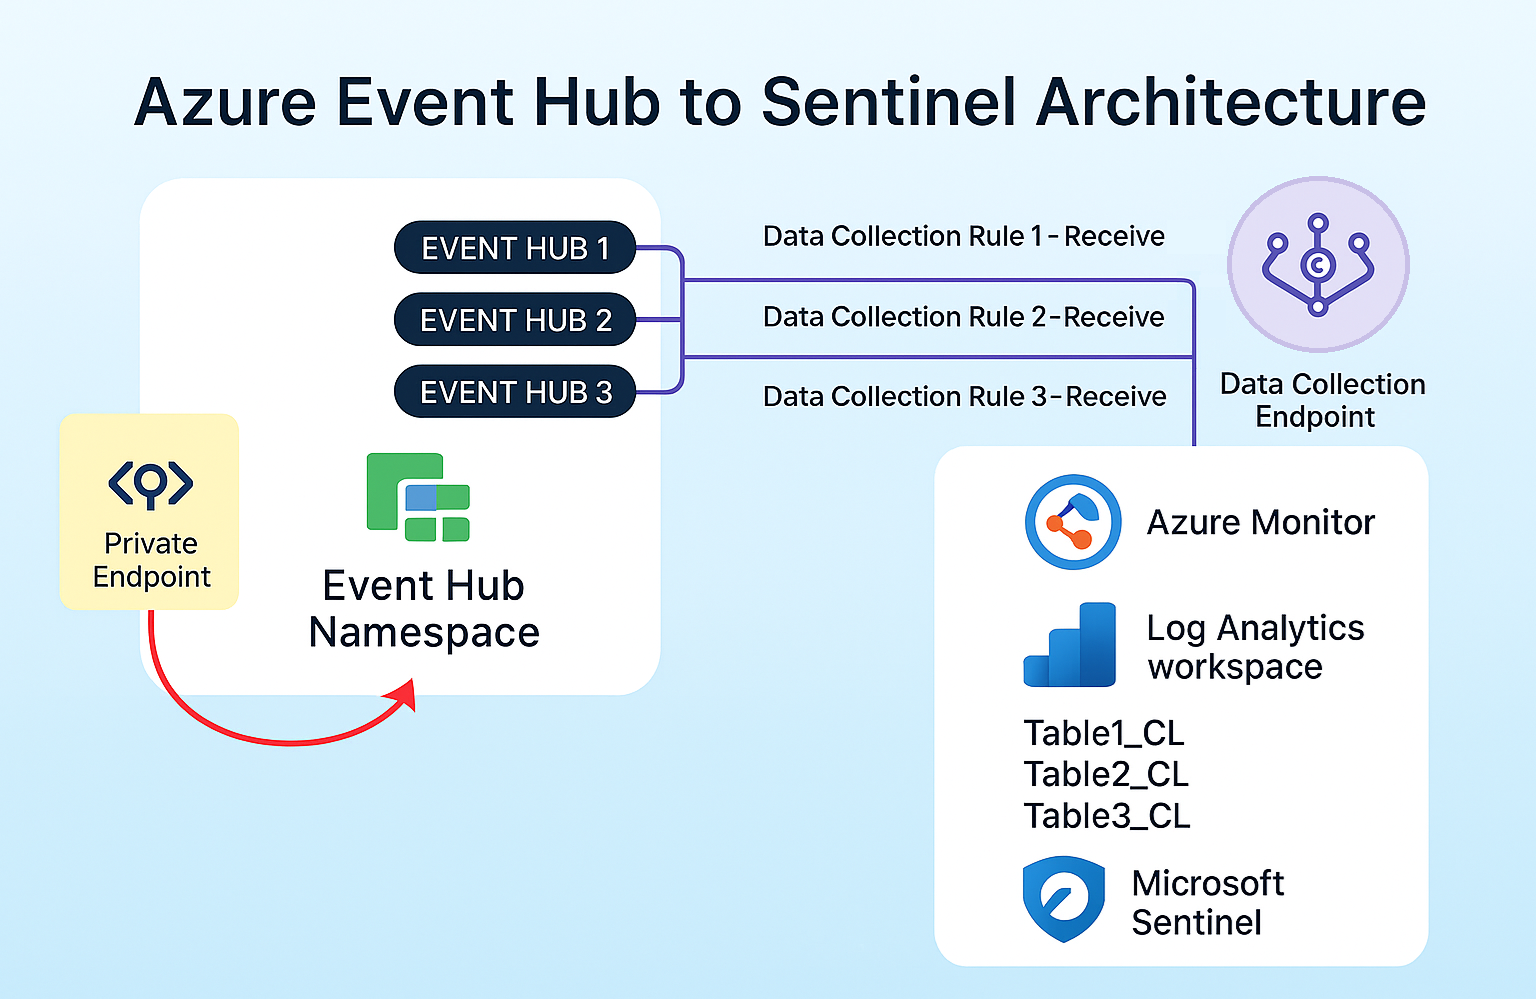 Azure Event Hub to Sentinel Architecture
EVENT HUB 1
EVENT HUB 2
EVENT HUB 3
Private
Endpoint
Event Hub
Namespace
Data Collection Rule 1-Receive
Data Collection Rule 2-Receive
Data Collection Rule 3-Receive
C
Data Collection
Endpoint
Azure Monitor
Log Analytics
workspace
Table1_CL
Table2_CL
Table3_CL
Microsoft
Sentinel